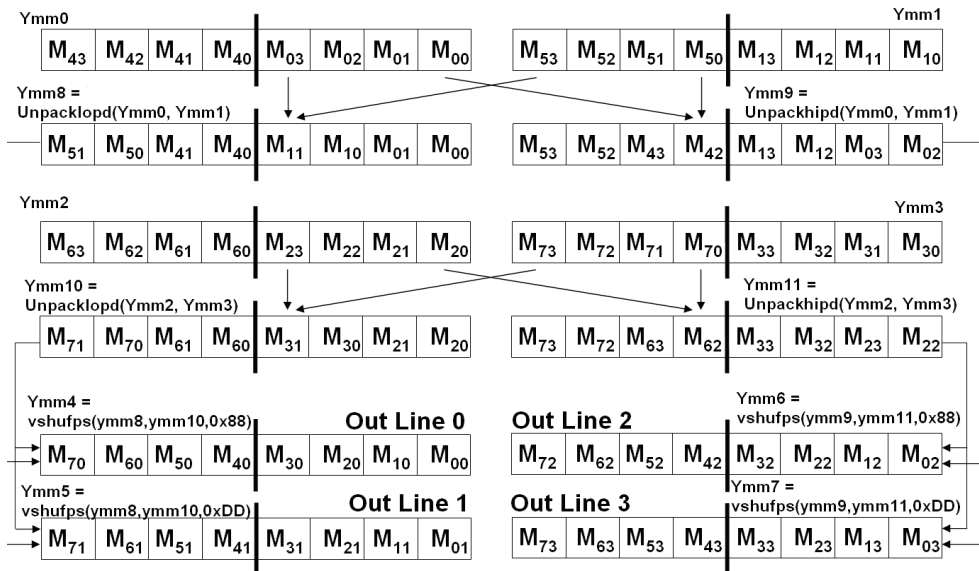 Ymm0 Ymm1
M43 M42 M41 M40 M03 M02 M01 M00 M53 M52 M51 M50 M13 M12 M11 M10
Ymm8 =
Unpacklopd(Ymm0, Ymm1)
Ymm9 =
Unpackhipd(Ymm0, Ymm1)
M51 M50 M41 M40 M11 M10 M01 M00 M53 M52 M43 M42 M13 M12 M03 M02
Ymm2 Ymm3
M63 M62 M61 M60 M23 M22 M21 M20 M73 M72 M71 M70 M33 M32 M31 M30
Ymm10 =
Unpacklopd(Ymm2, Ymm3)
Ymm11 =
Unpackhipd(Ymm2, Ymm3)
M71 M70 M61 M60 M31 M30 M21 M20 M73 M72 M63 M62 M33 M32 M23 M22
Ymm4 =
vshufps(ymm8,ymm10,0x88)
Out Line 0
Out Line 2
Ymm6 =
vshufps(ymm9,ymm11,0x88)
M70 M60 M50 M40 M30 M20 M10 M00 M72 M62 M52 M42 M32 M22 M12 M02
Ymm5 =
vshufps(ymm8,ymm10,0xDD)
Out Line 1
Out Line 3
Ymm7 =
vshufps(ymm9,ymm11,0xDD)
M71 M61 M51 M41 M31 M21 M11 M01 M73 M63 M53 M43 M33 M23 M13 M03